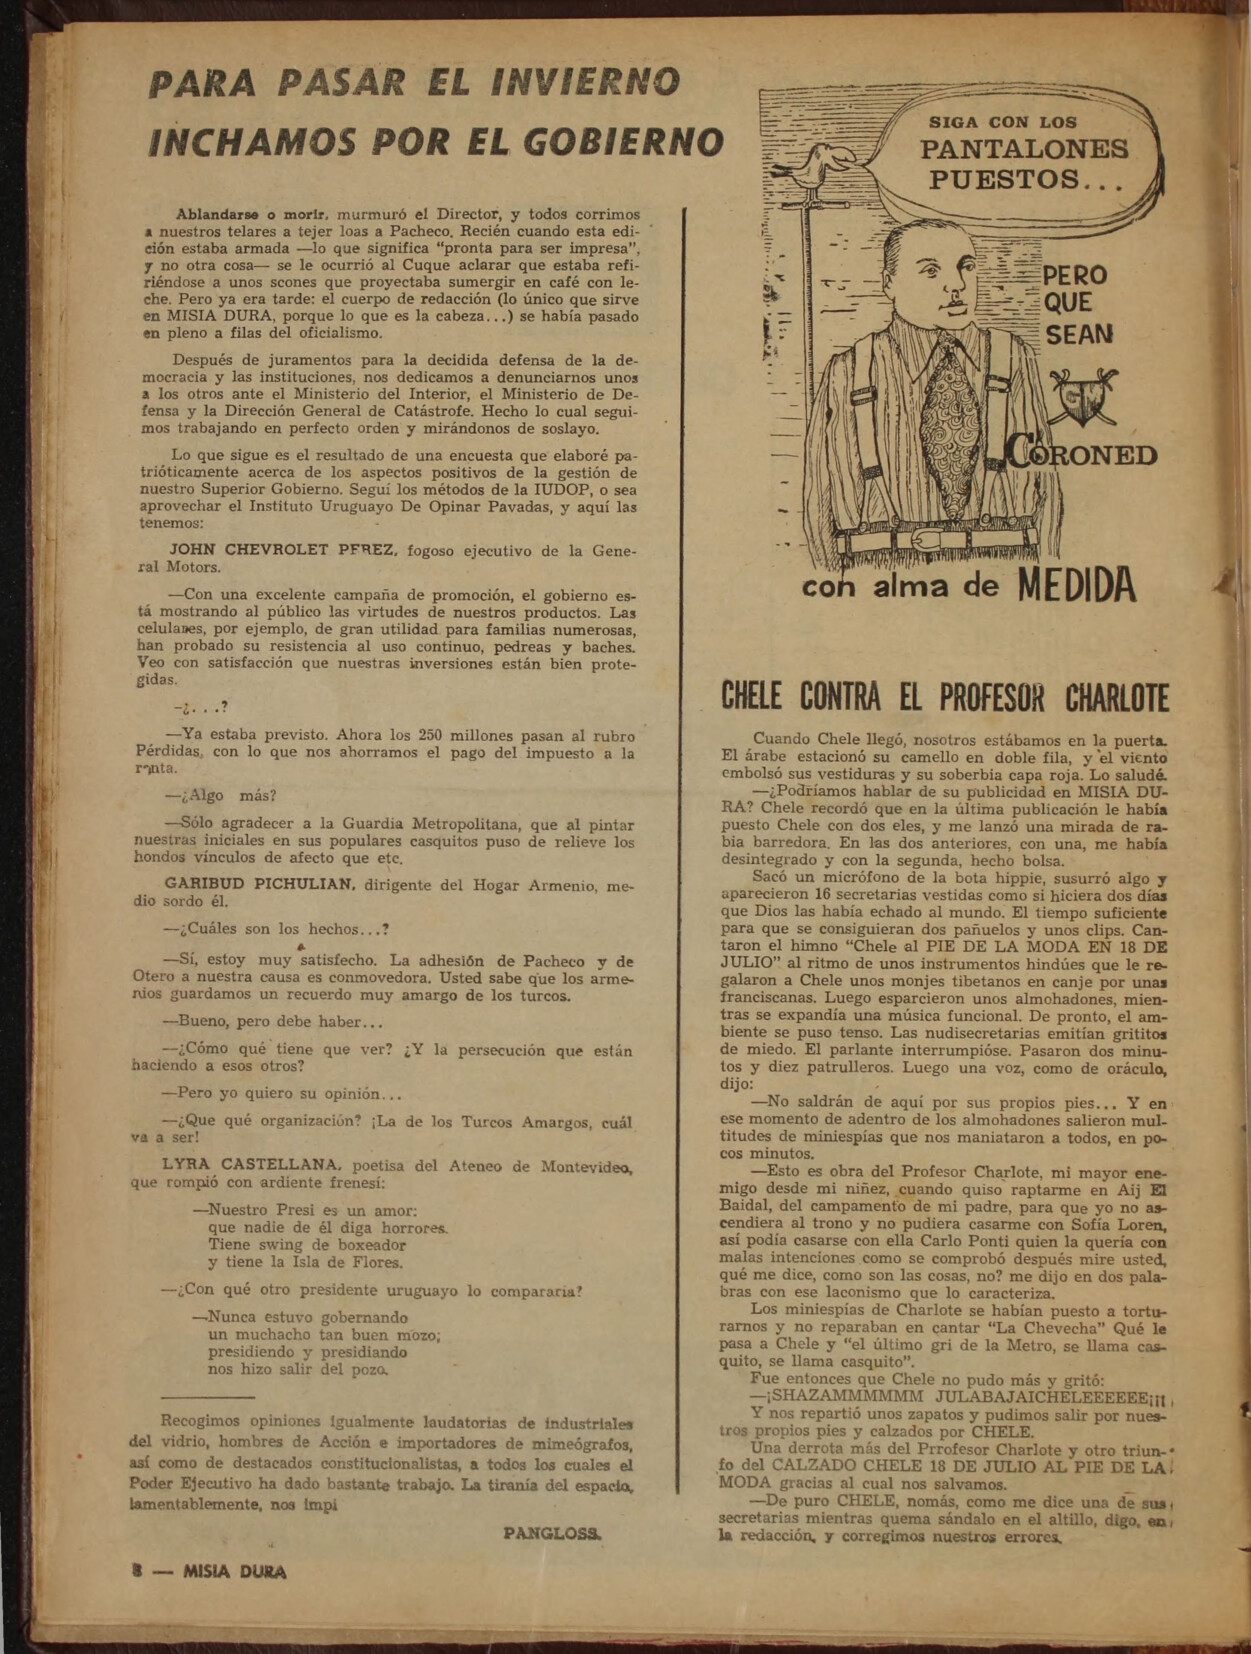 PARA PASAR EL INVIERNO
INCHAMOS POR EL GOBIERNO
Ablandarse o morir, murmuró el Director, y todos corrimos
a nuestros telares a tejer loas a Pacheco. Recién cuando esta edi-
ción estaba armada —lo que significa "pronta para ser impresa",
y no otra cosa— se le ocurrió al Cuque aclarar que estaba refi-
riéndose a unos scones que proyectaba sumergir en café con le-
che. Pero ya era tarde: el cuerpo de redacción (lo único que sirve
en MISIA DURA, porque lo que es la cabeza...) se había pasado
en pleno a filas del oficialismo.
Después de juramentos para la decidida defensa de la de-
mocracia y las instituciones, nos dedicamos a denunciarnos unos
a los otros ante el Ministerio del Interior, el Ministerio de De-
fensa y la Dirección General de Catástrofe. Hecho lo cual segui-
mos trabajando en perfecto orden y mirándonos de soslayo.
Lo que sigue es el resultado de una encuesta que elaboré pa-
trióticamente acerca de los aspectos positivos de la gestión de
nuestro Superior Gobierno. Seguí los métodos de la IUDOP, o sea
aprovechar el Instituto Uruguayo De Opinar Pavadas, y aquí las
tenemos:
JOHN CHEVROLET PEREZ, fogoso ejecutivo de la Gene-
ral Motors.
—Con una excelente campaña de promoción, el gobierno es-
tá mostrando al público las virtudes de nuestros productos. Las
celulares, por ejemplo, de gran utilidad para familias numerosas,
han probado su resistencia al uso continuo, pedreas y baches.
Veo con satisfacción que nuestras inversiones están bien prote-
gidas.
—¿. . .?
—Ya estaba previsto. Ahora los 250 millones pasan al rubro
Pérdidas, con lo que nos ahorramos el pago del impuesto a la
renta.
—¿Algo más?
—Sólo agradecer a la Guardia Metropolitana, que al pintar
nuestras iniciales en sus populares casquitos puso de relieve los
hondos vínculos de afecto que etc.
GARIBUD PICHULIAN, dirigente del Hogar Armenio, me-
dio sordo él.
—¿Cuáles son los hechos...?
—Sí, estoy muy satisfecho. La adhesión de Pacheco y de
Otero a nuestra causa es conmovedora. Usted sabe que los arme-
nios guardamos un recuerdo muy amargo de los turcos.
—Bueno, pero debe haber...
—¿Cómo qué tiene que ver? ¿Y la persecución que están
haciendo a esos otros?
—Pero yo quiero su opinión...
—¿Que qué organización? ¡La de los Turcos Amargos, cuál
va a ser!
LYRA CASTELLANA, poetisa del Ateneo de Montevideo,
que rompió con ardiente frenesí:
—Nuestro Presi es un amor:
que nadie de él diga horrores.
Tiene swing de boxeador
y tiene la Isla de Flores.
—¿Con qué otro presidente uruguayo lo compararía?
—Nunca estuvo gobernando
un muchacho tan buen mozo;
presidiendo y presidiando
nos hizo salir del pozo.
Recogimos opiniones igualmente laudatorias de industriales
del vidrio, hombres de Acción e importadores de mimeógrafos,
así como de destacados constitucionalistas, a todos los cuales el
Poder Ejecutivo ha dado bastante trabajo. La tiranía del espacio,
lamentablemente, nos impi
PANGLOSS.
8 — MISIA DURA
SIGA CON LOS
PANTALONES
PUESTOS...
PERO
QUE
SEAN
CORONED
con alma de MEDIDA
CHELE CONTRA EL PROFESOR CHARLOTE
Cuando Chele llegó, nosotros estábamos en la puerta.
El árabe estacionó su camello en doble fila, y el viento
embolsó sus vestiduras y su soberbia capa roja. Lo saludé.
—¿Podríamos hablar de su publicidad en MISIA DU-
RA? Chele recordó que en la última publicación le había
puesto Chele con dos eles, y me lanzó una mirada de ra-
bia barredora. En las dos anteriores, con una, me había
desintegrado y con la segunda, hecho bolsa.
Sacó un micrófono de la bota hippie, susurró algo y
aparecieron 16 secretarias vestidas como si hiciera dos días
que Dios las había echado al mundo. El tiempo suficiente
para que se consiguieran dos pañuelos y unos clips. Can-
taron el himno "Chele al PIE DE LA MODA EN 18 DE
JULIO" al ritmo de unos instrumentos hindúes que le re-
galaron a Chele unos monjes tibetanos en canje por unas
franciscanas. Luego esparcieron unos almohadones, mien-
tras se expandía una música funcional. De pronto, el am-
biente se puso tenso. Las nudisecretarias emitían grititos
de miedo. El parlante interrumpióse. Pasaron dos minu-
tos y diez patrulleros. Luego una voz, como de oráculo,
dijo:
—No saldrán de aquí por sus propios pies... Y en
ese momento de adentro de los almohadones salieron mul-
titudes de miniespías que nos maniataron a todos, en po-
cos minutos.
—Esto es obra del Profesor Charlote, mi mayor ene-
migo desde mi niñez, cuando quiso raptarme en Aij El
Baidal, del campamento de mi padre, para que yo no as-
cendiera al trono y no pudiera casarme con Sofía Loren,
así podía casarse con ella Carlo Ponti quien la quería con
malas intenciones como se comprobó después mire usted,
qué me dice, como son las cosas, no? me dijo en dos pala-
bras con ese laconismo que lo caracteriza.
Los miniespías de Charlote se habían puesto a tortu-
rarnos y no reparaban en cantar "La Chevecha" Qué le
pasa a Chele y "el último gri de la Metro, se llama cas-
quito, se llama casquito".
Fue entonces que Chele no pudo más y gritó:
—¡SHAZAMMMMMM JULABAJAICHELEEEEEE¡¡¡
Y nos repartió unos zapatos y pudimos salir por nues-
tros propios pies y calzados por CHELE.
Una derrota más del Prrofesor Charlote y otro triun-
fo del CALZADO CHELE 18 DE JULIO AL PIE DE LA
MODA gracias al cual nos salvamos.
—De puro CHELE, nomás, como me dice una de sus
secretarias mientras quema sándalo en el altillo, digo, en
la redacción, y corregimos nuestros errores.